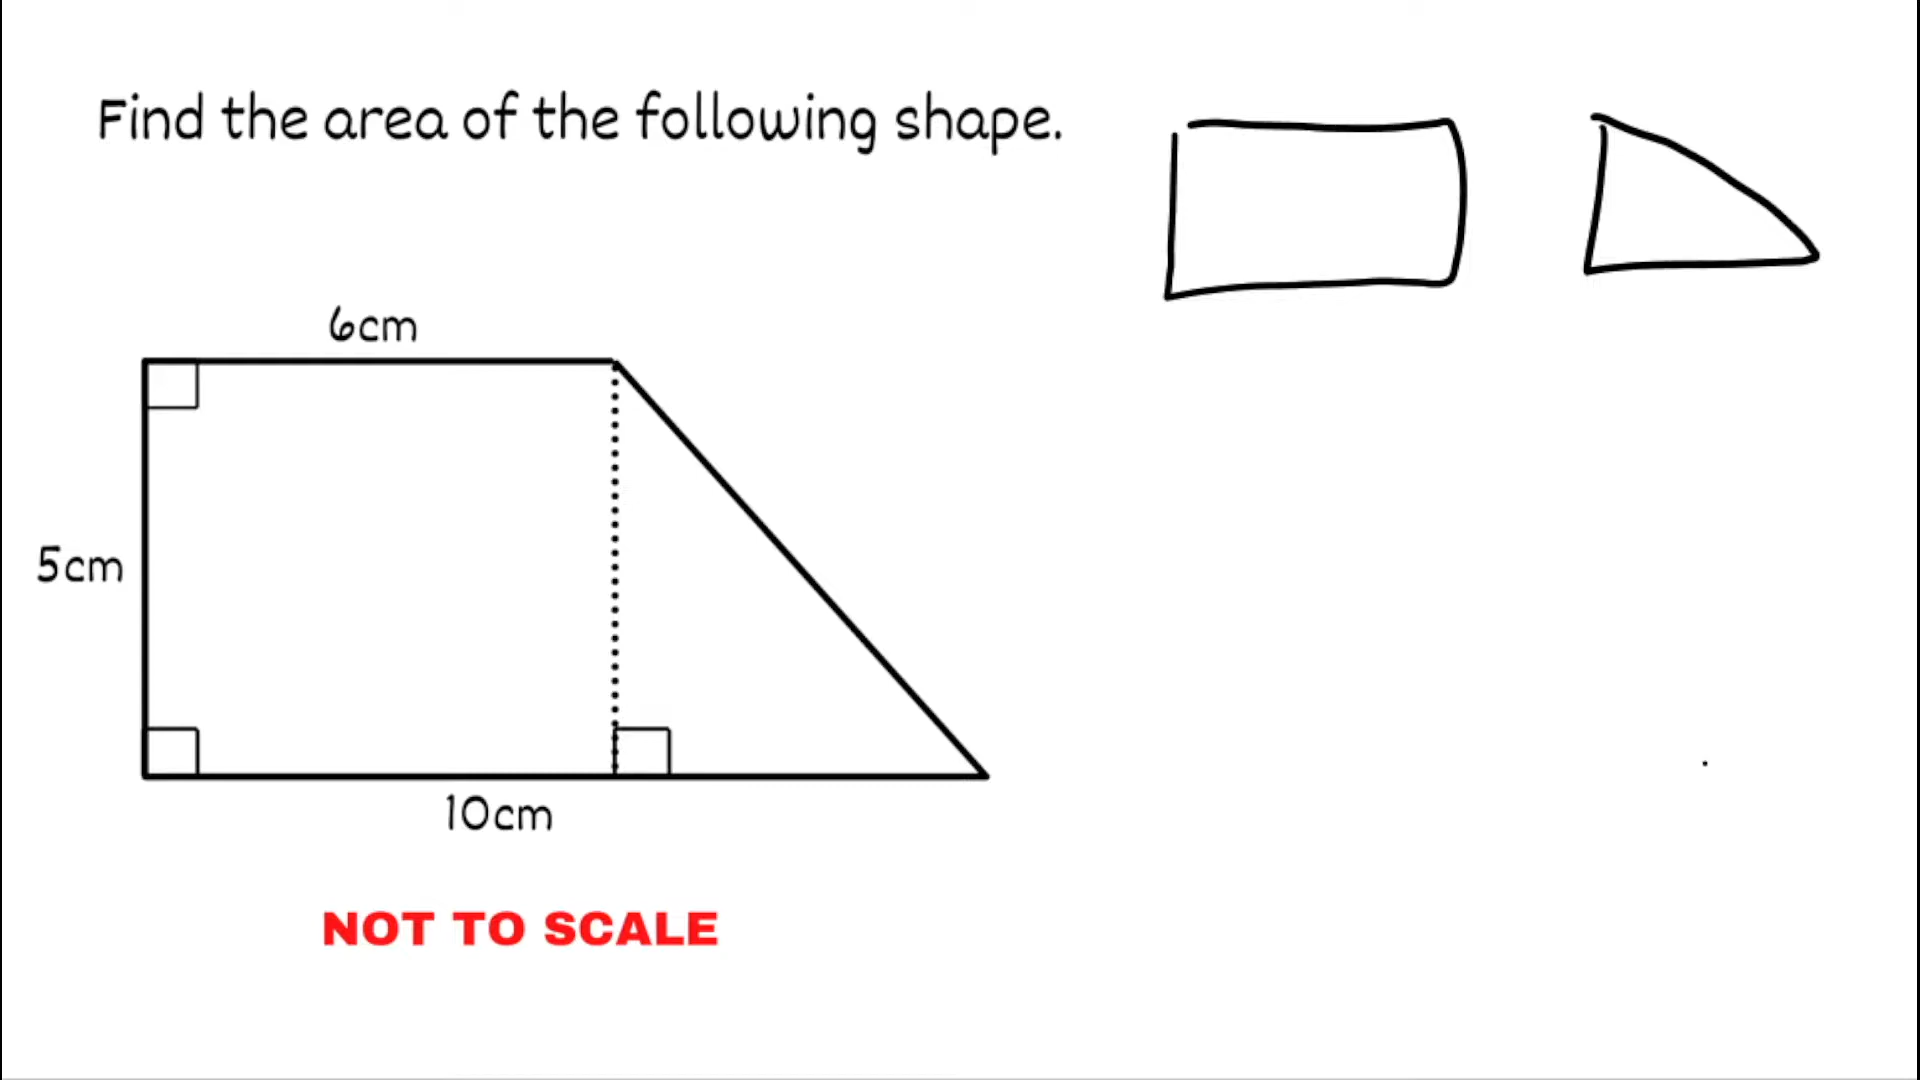 Find the area of the following shape.
6cm
5cm
10cm
NOT TO SCALE